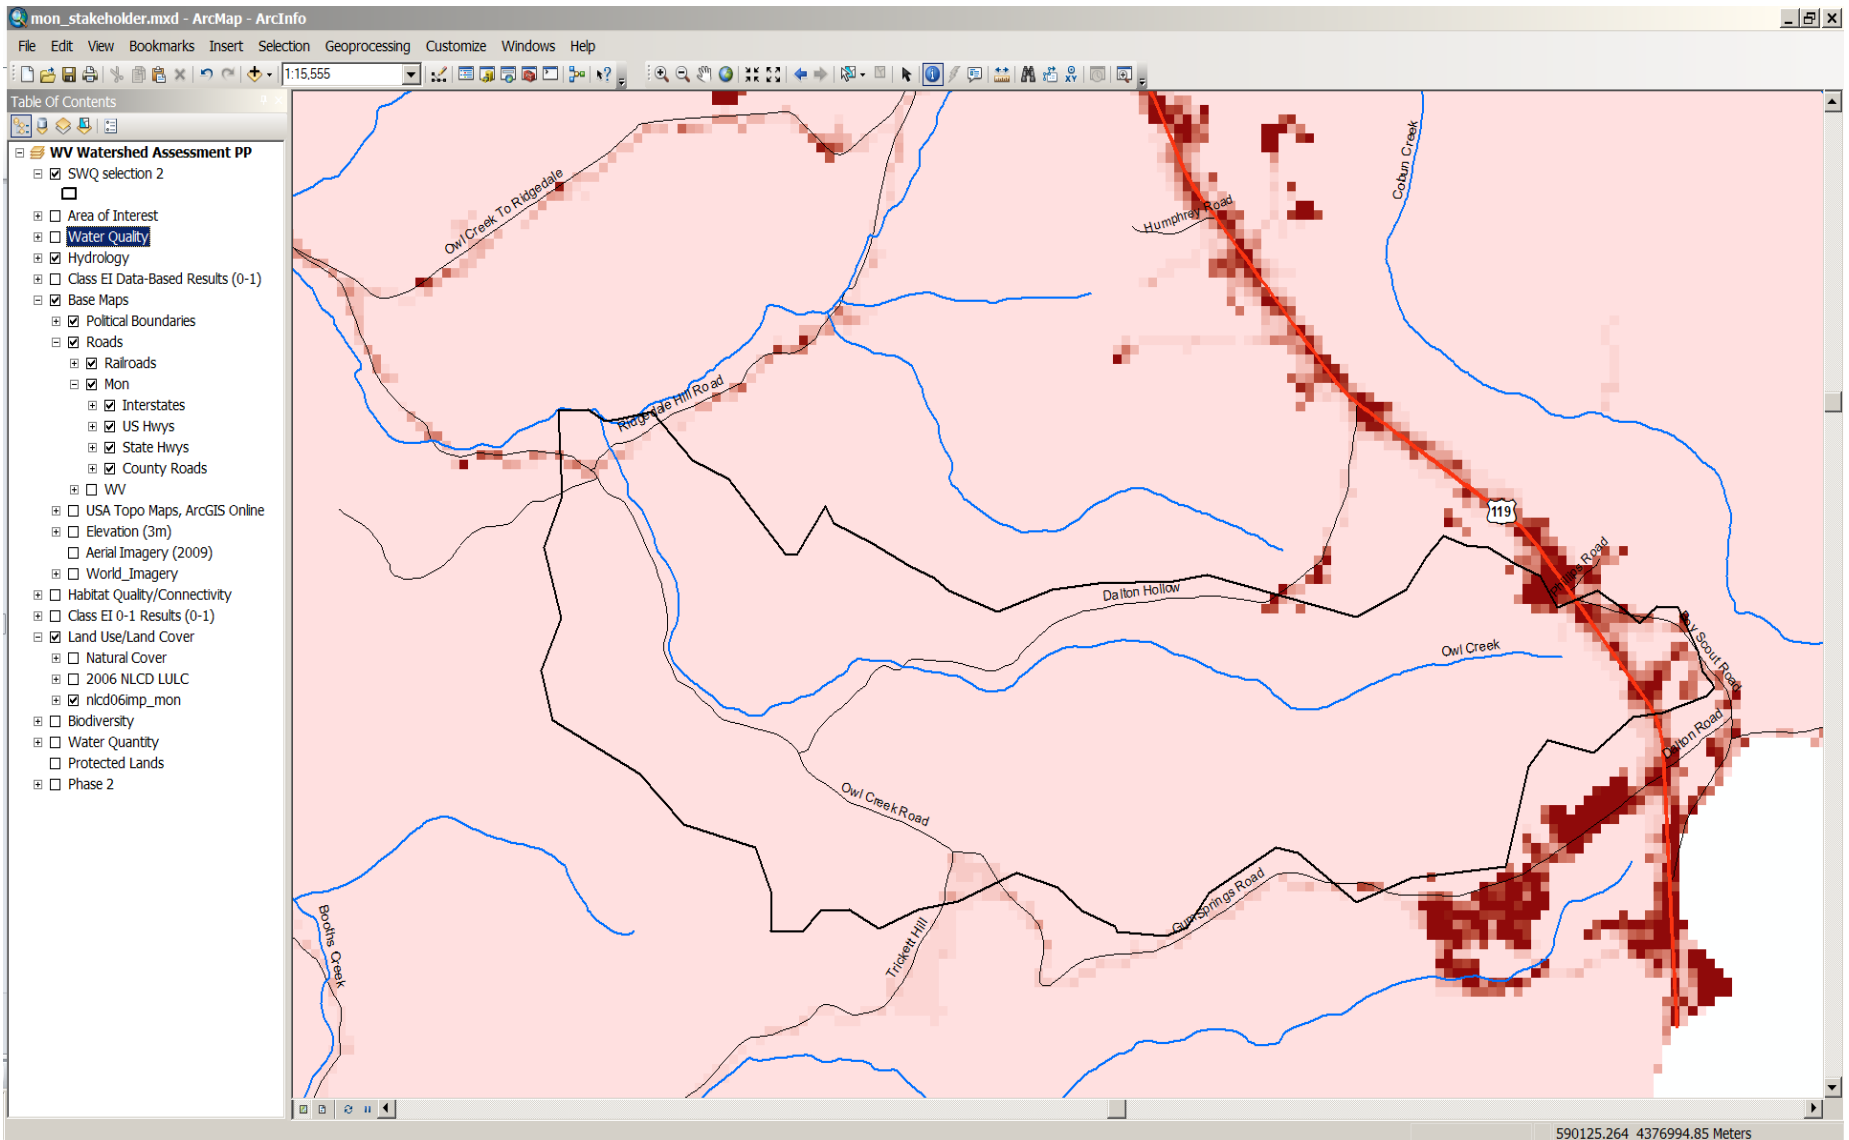 mon_stakeholder.mxd - ArcMap - ArcInfo
File Edit View Bookmarks Insert Selection Geoprocessing Customize Windows Help
1:15,555
Table Of Contents
WV Watershed Assessment PP
SWQ selection 2
Area of Interest
Water Quality
Hydrology
Class EI Data-Based Results (0-1)
Base Maps
Political Boundaries
Roads
Railroads
Mon
Interstates
US Hwys
State Hwys
County Roads
WV
USA Topo Maps, ArcGIS Online
Elevation (3m)
Aerial Imagery (2009)
World_Imagery
Habitat Quality/Connectivity
Class EI 0-1 Results (0-1)
Land Use/Land Cover
Natural Cover
2006 NLCD LULC
nlcd06imp_mon
Biodiversity
Water Quantity
Protected Lands
Phase 2
Cobun Creek
Owl Creek To Ridgedale
Humphrey Road
Ridgedale Hill Road
119
Phillips Road
Dalton Hollow
Boy Scout Road
Owl Creek
Dalton Road
Owl Creek Road
Gum Springs Road
Trickett Hill
Booths Creek
590125.264 4376994.85 Meters